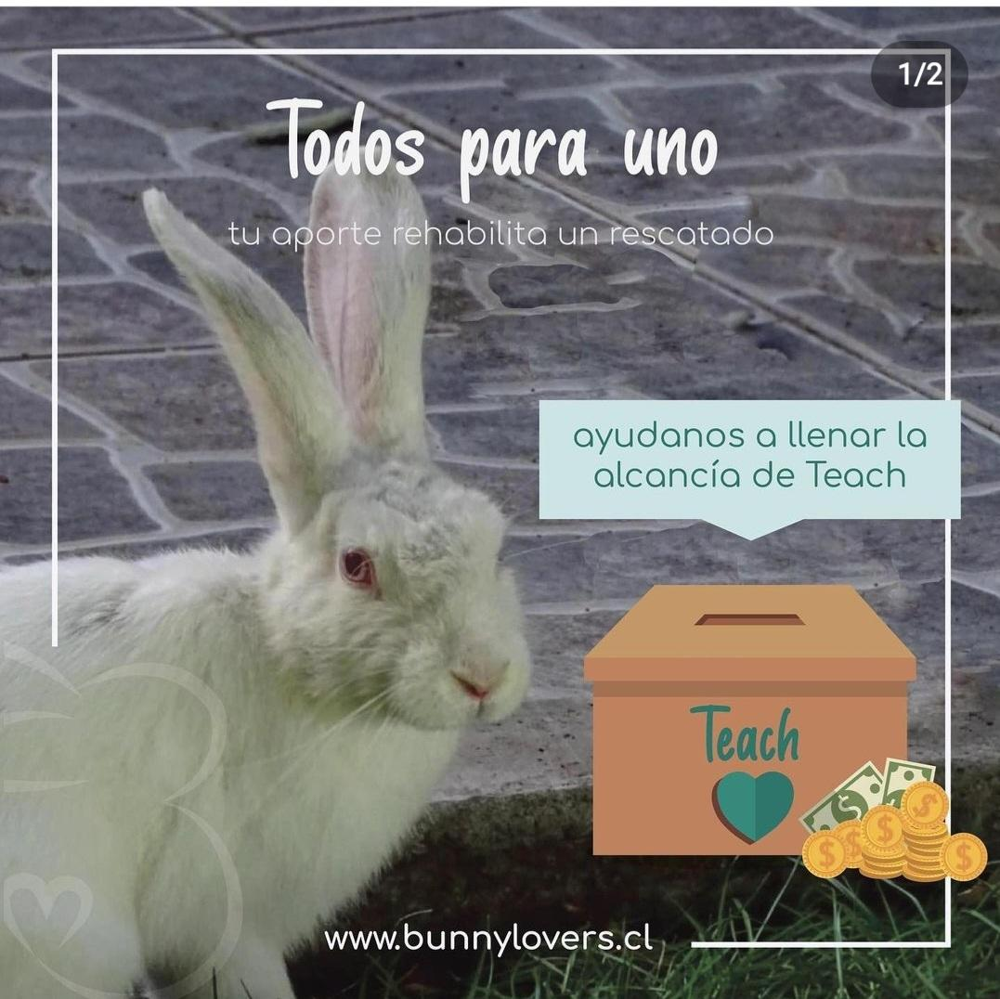 1/2
Todos para uno
tu aporte rehabilita un rescatado
ayudanos a llenar la
alcancía de Teach
Teach
$
$ $
$ $ $
www.bunnylovers.cl